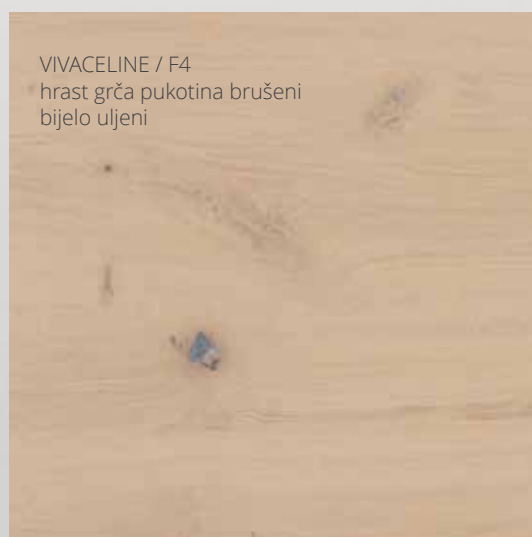 VIVACELINE / F4
hrast grča pukotina brušeni
bijelo uljeni